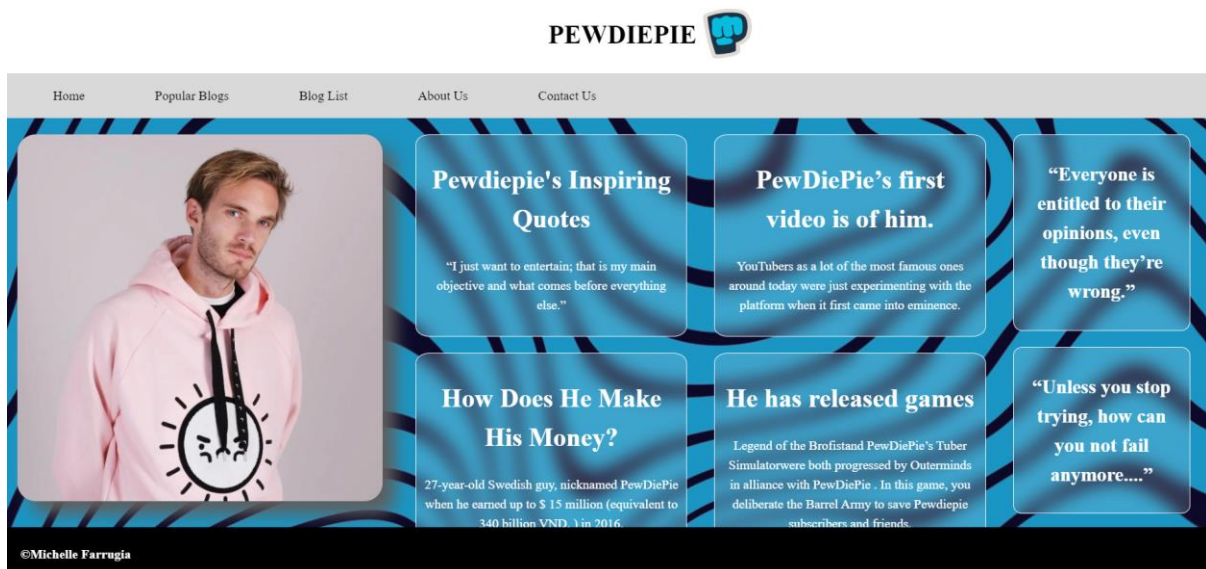 PEWDIEPIE
Home Popular Blogs Blog List About Us Contact Us
Pewdiepie's Inspiring
Quotes
“I just want to entertain; that is my main
objective and what comes before everything
else.”
PewDiePie’s first
video is of him.
YouTubers as a lot of the most famous ones
around today were just experimenting with the
platform when it first came into eminence.
“Everyone is
entitled to their
opinions, even
though they’re
wrong.”
How Does He Make
His Money?
27-year-old Swedish guy, nicknamed PewDiePie
when he earned up to $ 15 million (equivalent to
340 billion VND. ) in 2016.
He has released games
Legend of the Brofistand PewDiePie’s Tuber
Simulatorwere both progressed by Outerminds
in alliance with PewDiePie . In this game, you
deliberate the Barrel Army to save Pewdiepie
subscribers and friends.
“Unless you stop
trying, how can
you not fail
anymore....”
©Michelle Farrugia